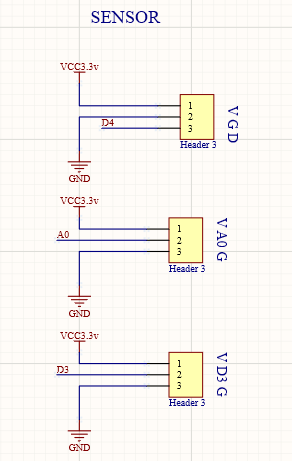 SENSOR
VCC3.3v
1
2
D4
3
Header 3
GND
V G D
VCC3.3v
1
A0
2
3
Header 3
GND
V A0 G
VCC3.3v
1
D3
2
3
Header 3
GND
V D3 G